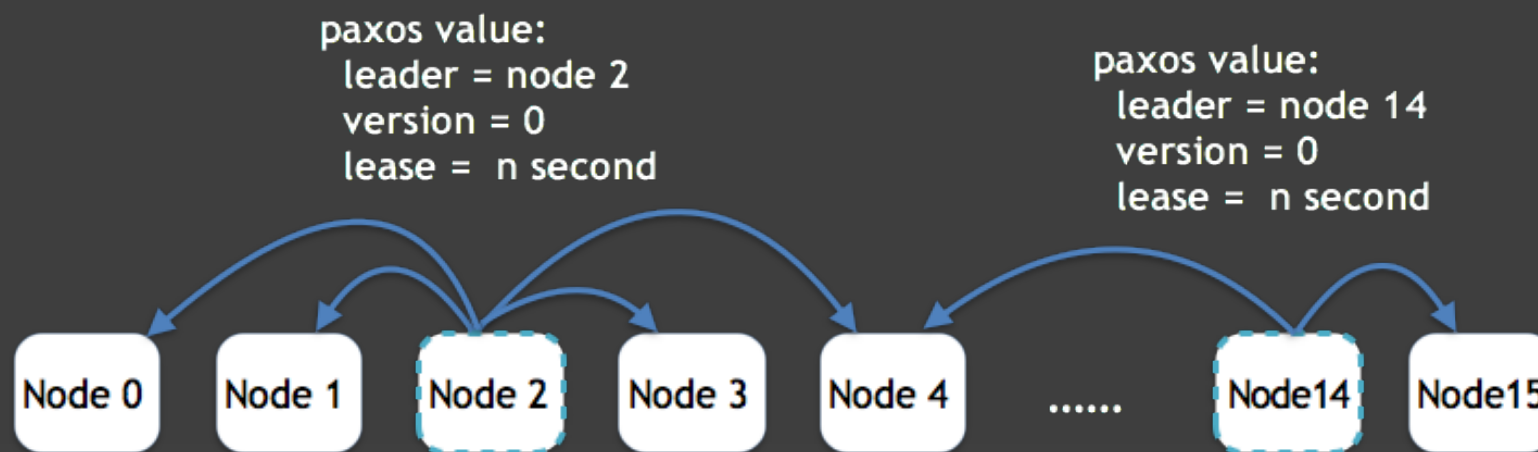 paxos value:
leader = node 2
version = 0
lease =  n second
paxos value:
leader = node 14
version = 0
lease =  n second
Node 0
Node 1
Node 2
Node 3
Node 4
......
Node14
Node15